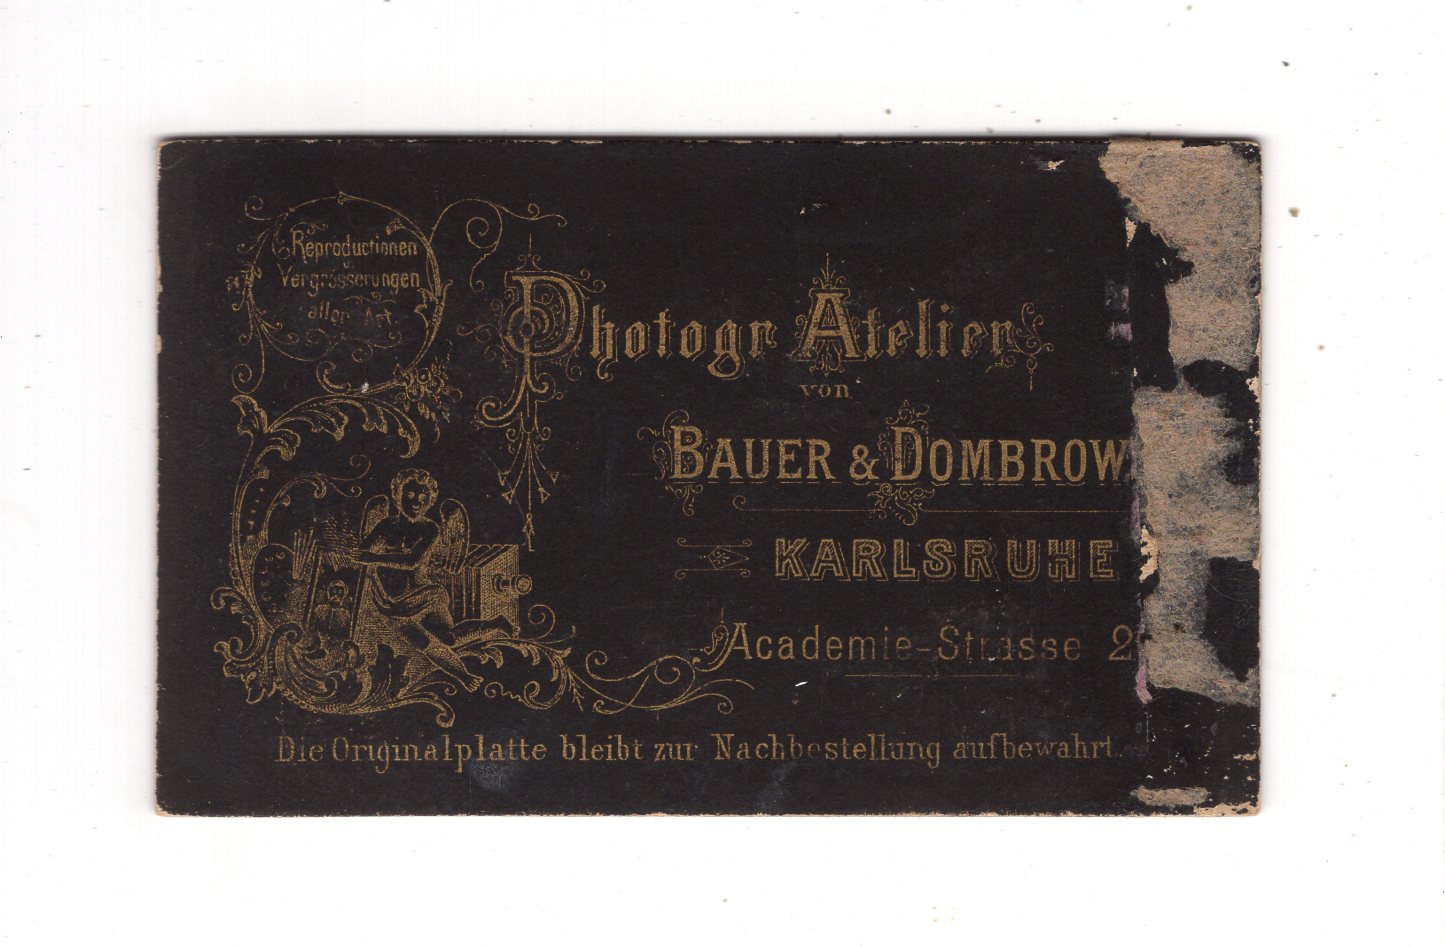 Reproductionen
u.
Vergrösserungen
aller Art.
Photogr Atelier
von
BAUER & DOMBROW
KARLSRUHE
Academie-Strasse 2
Die Originalplatte bleibt zur Nachbestellung aufbewahrt.